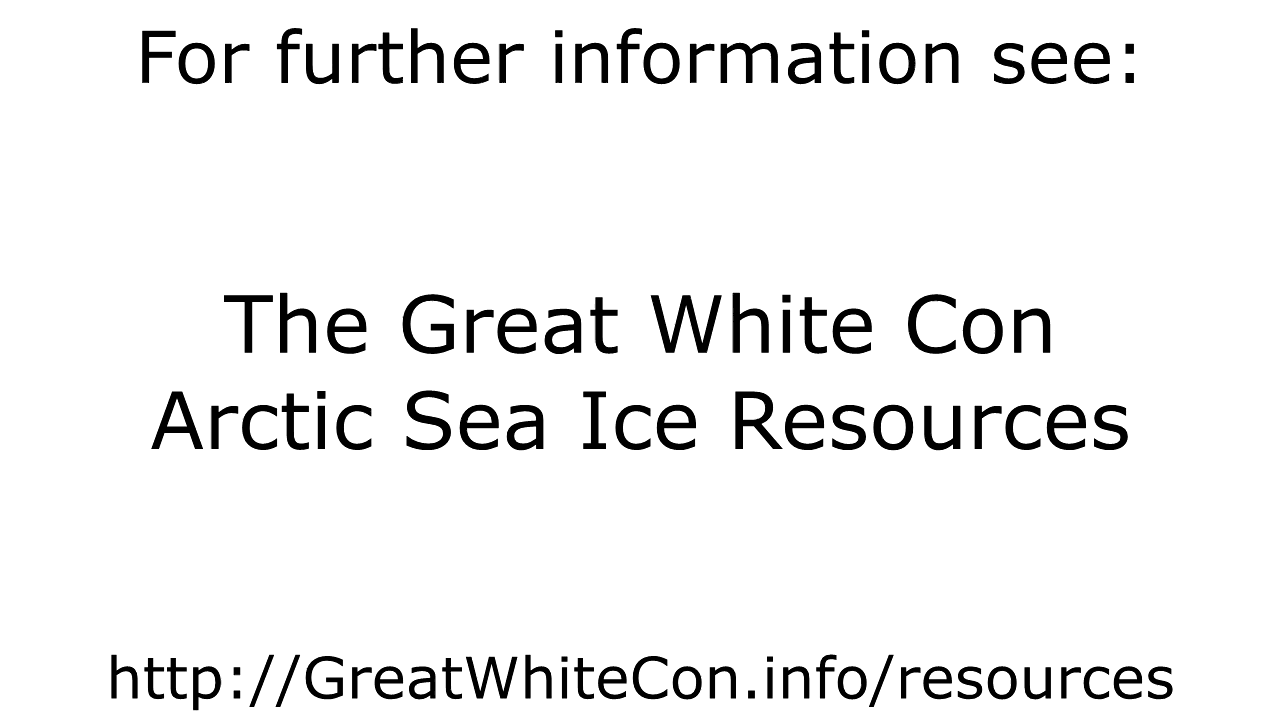 For further information see:
The Great White Con
Arctic Sea Ice Resources
http://GreatWhiteCon.info/resources